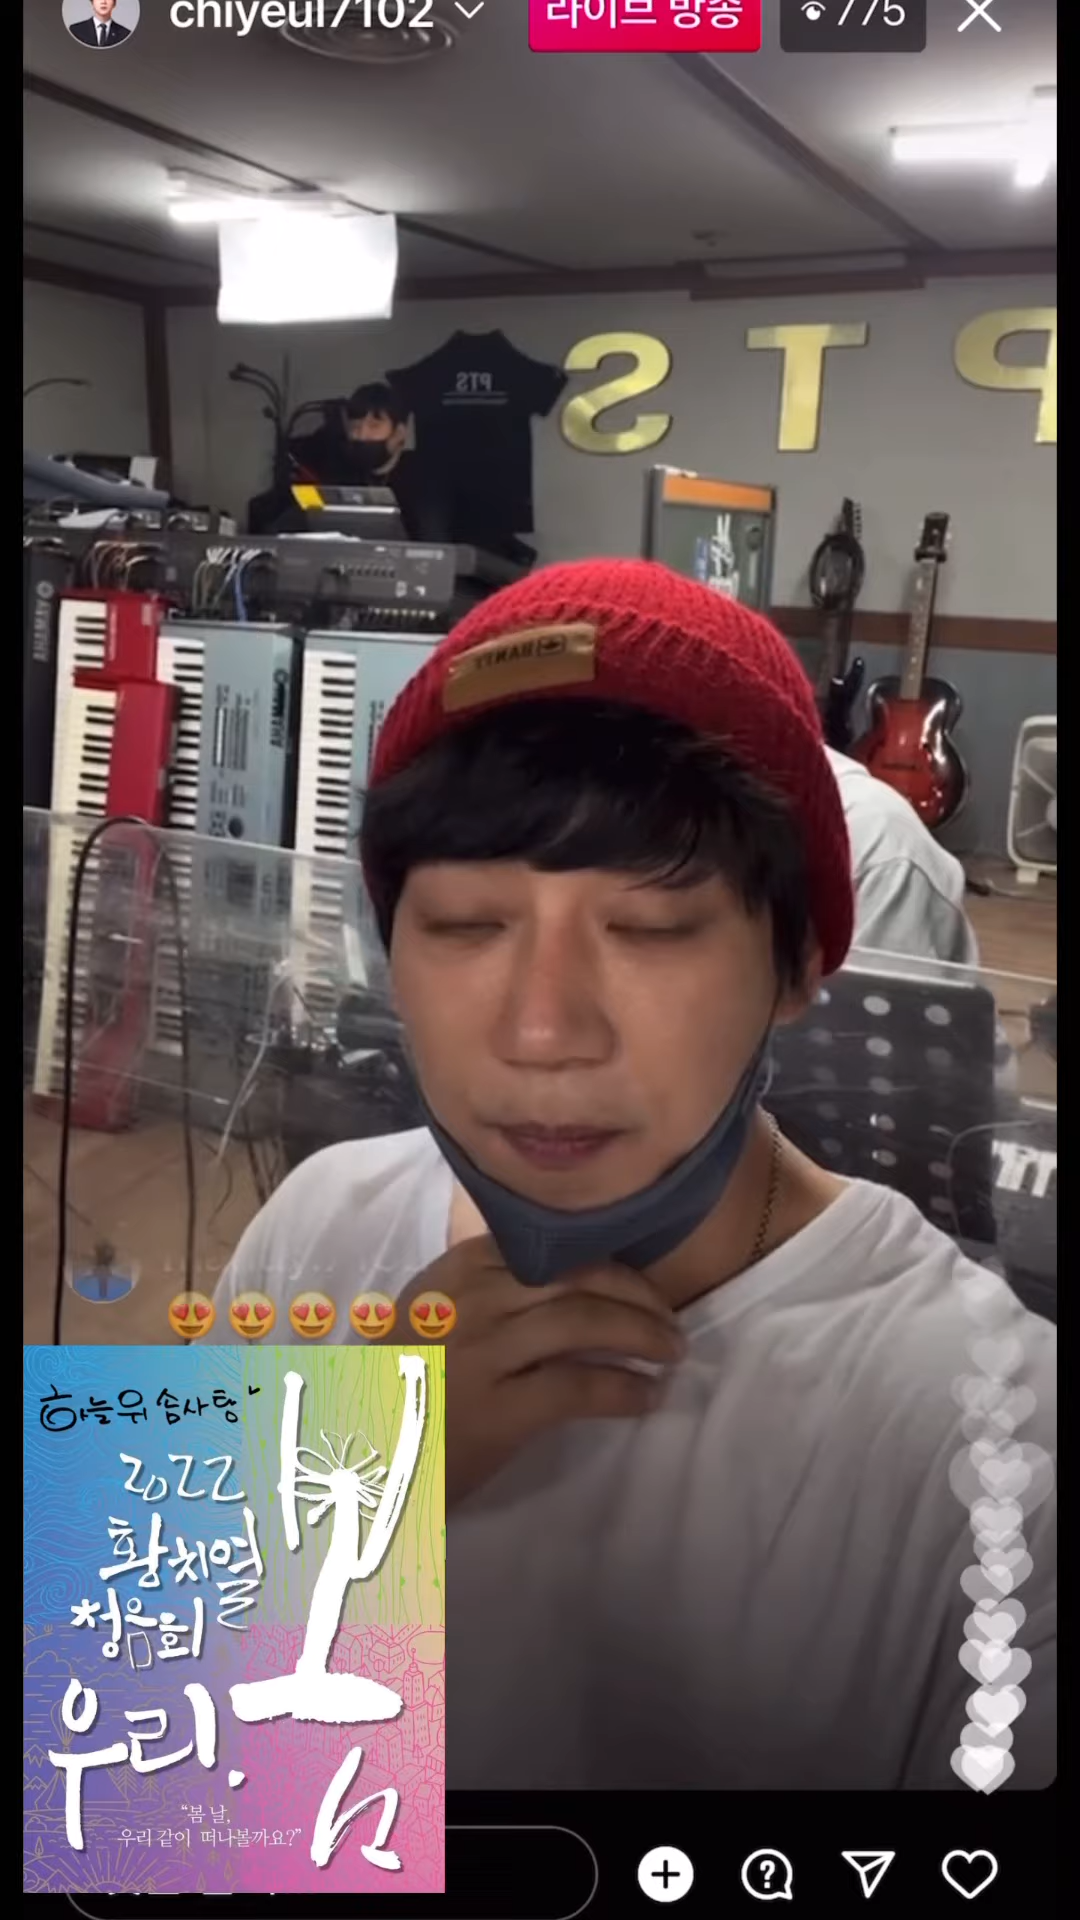 chiyeul7102
라이브 방송
775
PTS
P T S
하늘위 솜사탕
2022
황치열
청음회
우리.
봄
“봄 날,
우리 같이 떠나볼까요?”